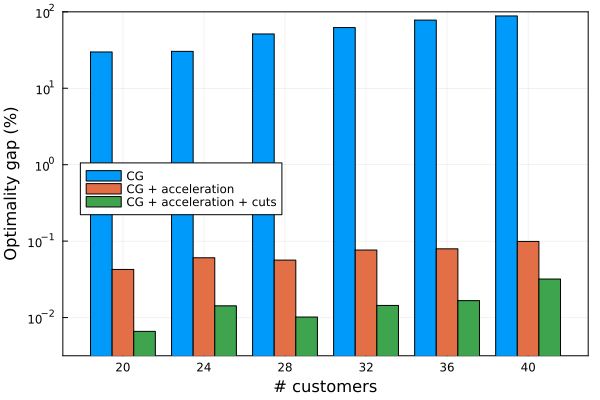 Optimality gap (%)
10²
10¹
10⁰
10⁻¹
10⁻²
CG
CG + acceleration
CG + acceleration + cuts
20 24 28 32 36 40
# customers